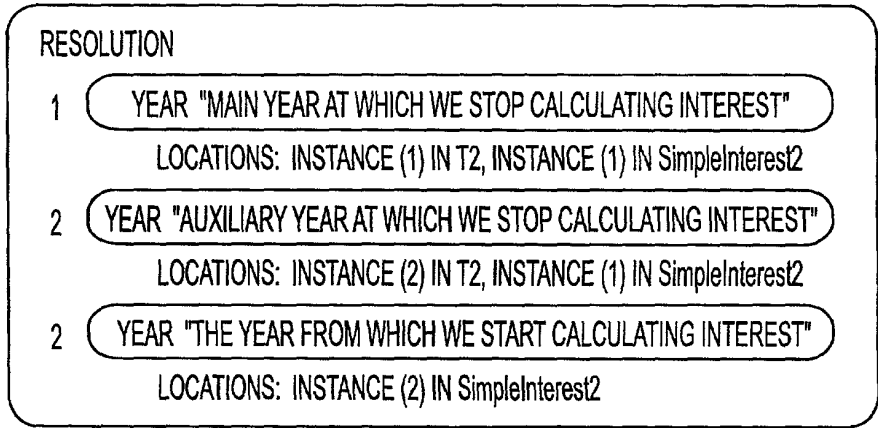 RESOLUTION
1 YEAR "MAIN YEAR AT WHICH WE STOP CALCULATING INTEREST"
LOCATIONS: INSTANCE (1) IN T2, INSTANCE (1) IN SimpleInterest2
2 YEAR "AUXILIARY YEAR AT WHICH WE STOP CALCULATING INTEREST"
LOCATIONS: INSTANCE (2) IN T2, INSTANCE (1) IN SimpleInterest2
2 YEAR "THE YEAR FROM WHICH WE START CALCULATING INTEREST"
LOCATIONS: INSTANCE (2) IN SimpleInterest2